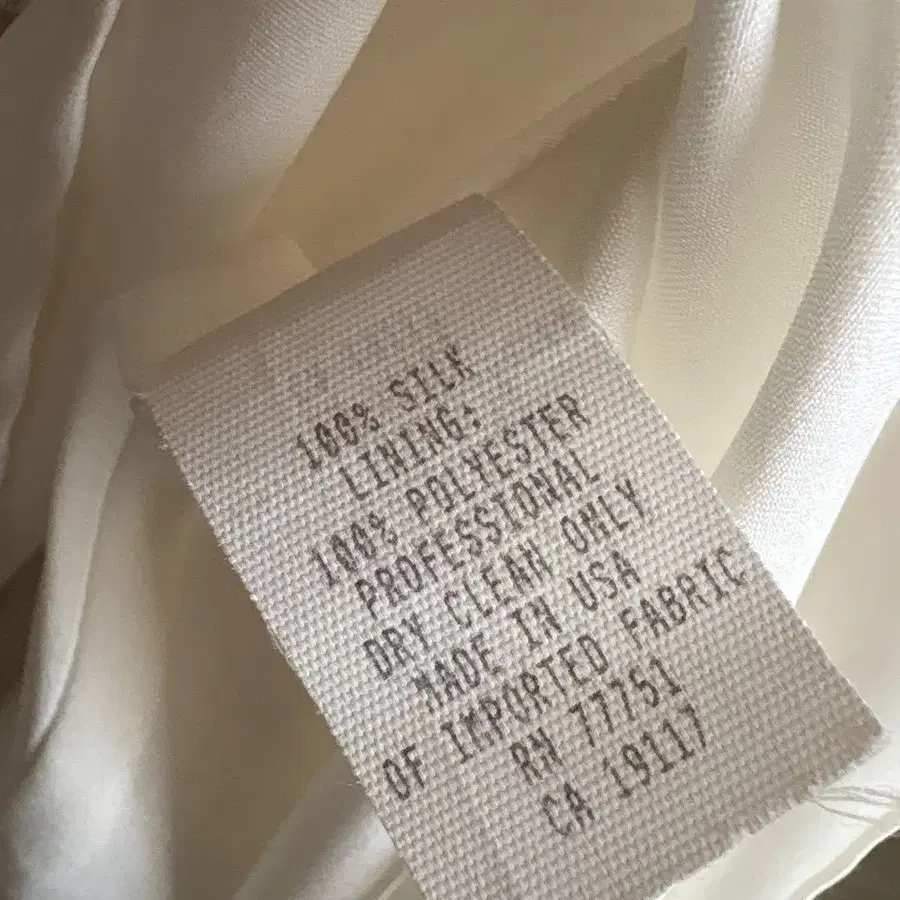 100% SILK
LINING:
100% POLYESTER
PROFESSIONAL
DRY CLEAN ONLY
MADE IN USA
OF IMPORTED FABRIC
RN 77751
CA 19117